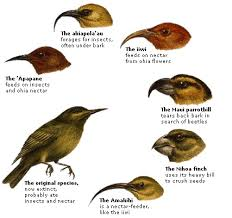 The ahiapela'au
forages for insects,
often under bark
The iiwi
feeds on nectar
from ohia flowers
The 'Apapane
feeds on insects
and ohia nectar
The Maui parrotbill
tears back bark in
search of beetles
The Nihoa finch
uses its heavy bill
to crush seeds
The original species,
now extinct,
probably ate
insects and nectar
The Amakihi
is a nectar-feeder,
like the iiwi